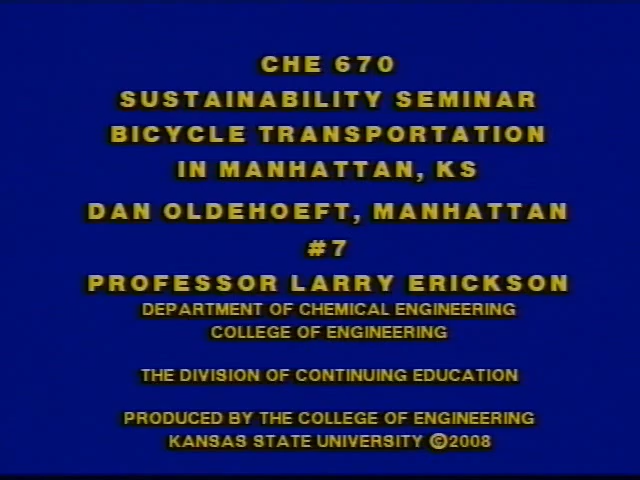 CHE 670
SUSTAINABILITY SEMINAR
BICYCLE TRANSPORTATION
IN MANHATTAN, KS
DAN OLDEHOEFT, MANHATTAN
#7
PROFESSOR LARRY ERICKSON
DEPARTMENT OF CHEMICAL ENGINEERING
COLLEGE OF ENGINEERING
THE DIVISION OF CONTINUING EDUCATION
PRODUCED BY THE COLLEGE OF ENGINEERING
KANSAS STATE UNIVERSITY ©2008